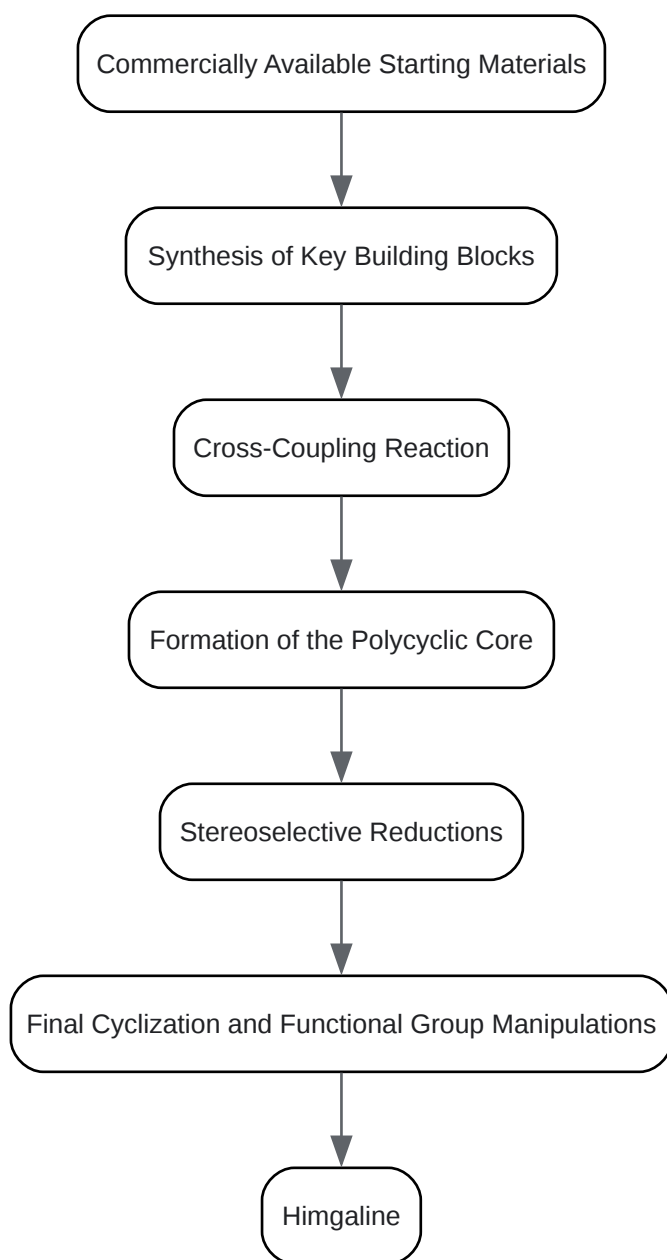 Commercially Available Starting Materials
Synthesis of Key Building Blocks
Cross-Coupling Reaction
Formation of the Polycyclic Core
Stereoselective Reductions
Final Cyclization and Functional Group Manipulations
Himgaline